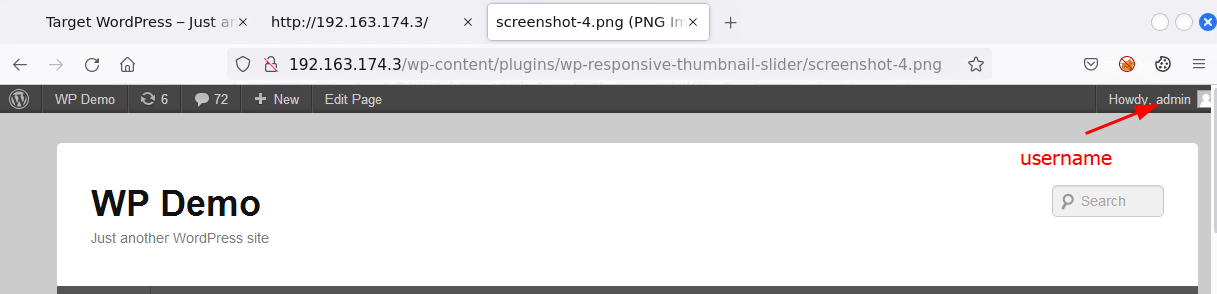 Target WordPress – Just ar
http://192.163.174.3/
screenshot-4.png (PNG Im
192.163.174.3/wp-content/plugins/wp-responsive-thumbnail-slider/screenshot-4.png
WP Demo 6 72 + New Edit Page Howdy, admin
username
WP Demo
Search
Just another WordPress site